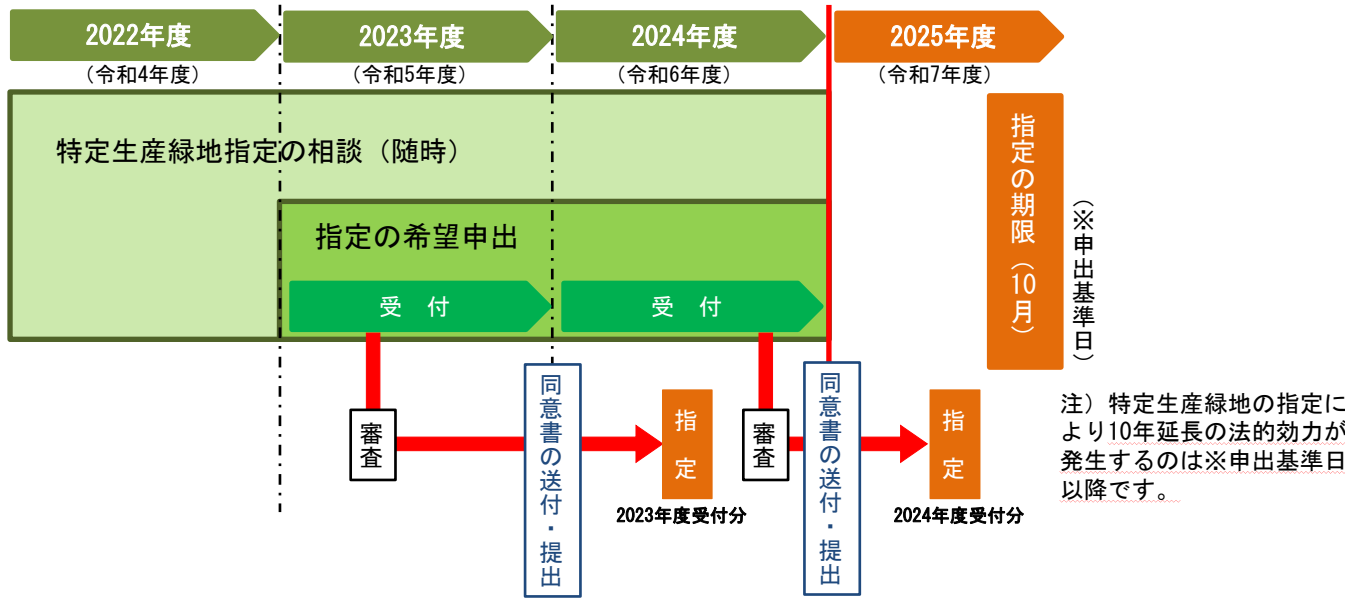 2022年度
2023年度
2024年度
2025年度
（令和4年度）
（令和5年度）
（令和6年度）
（令和7年度）
特定生産緑地指定の相談（随時）
指定の希望申出
受　付
受　付
指定の期限（10月）
（※申出基準日）
審査
同意書の送付・提出
指定
2023年度受付分
審査
同意書の送付・提出
指定
2024年度受付分
注）特定生産緑地の指定に
より10年延長の法的効力が
発生するのは※申出基準日
以降です。